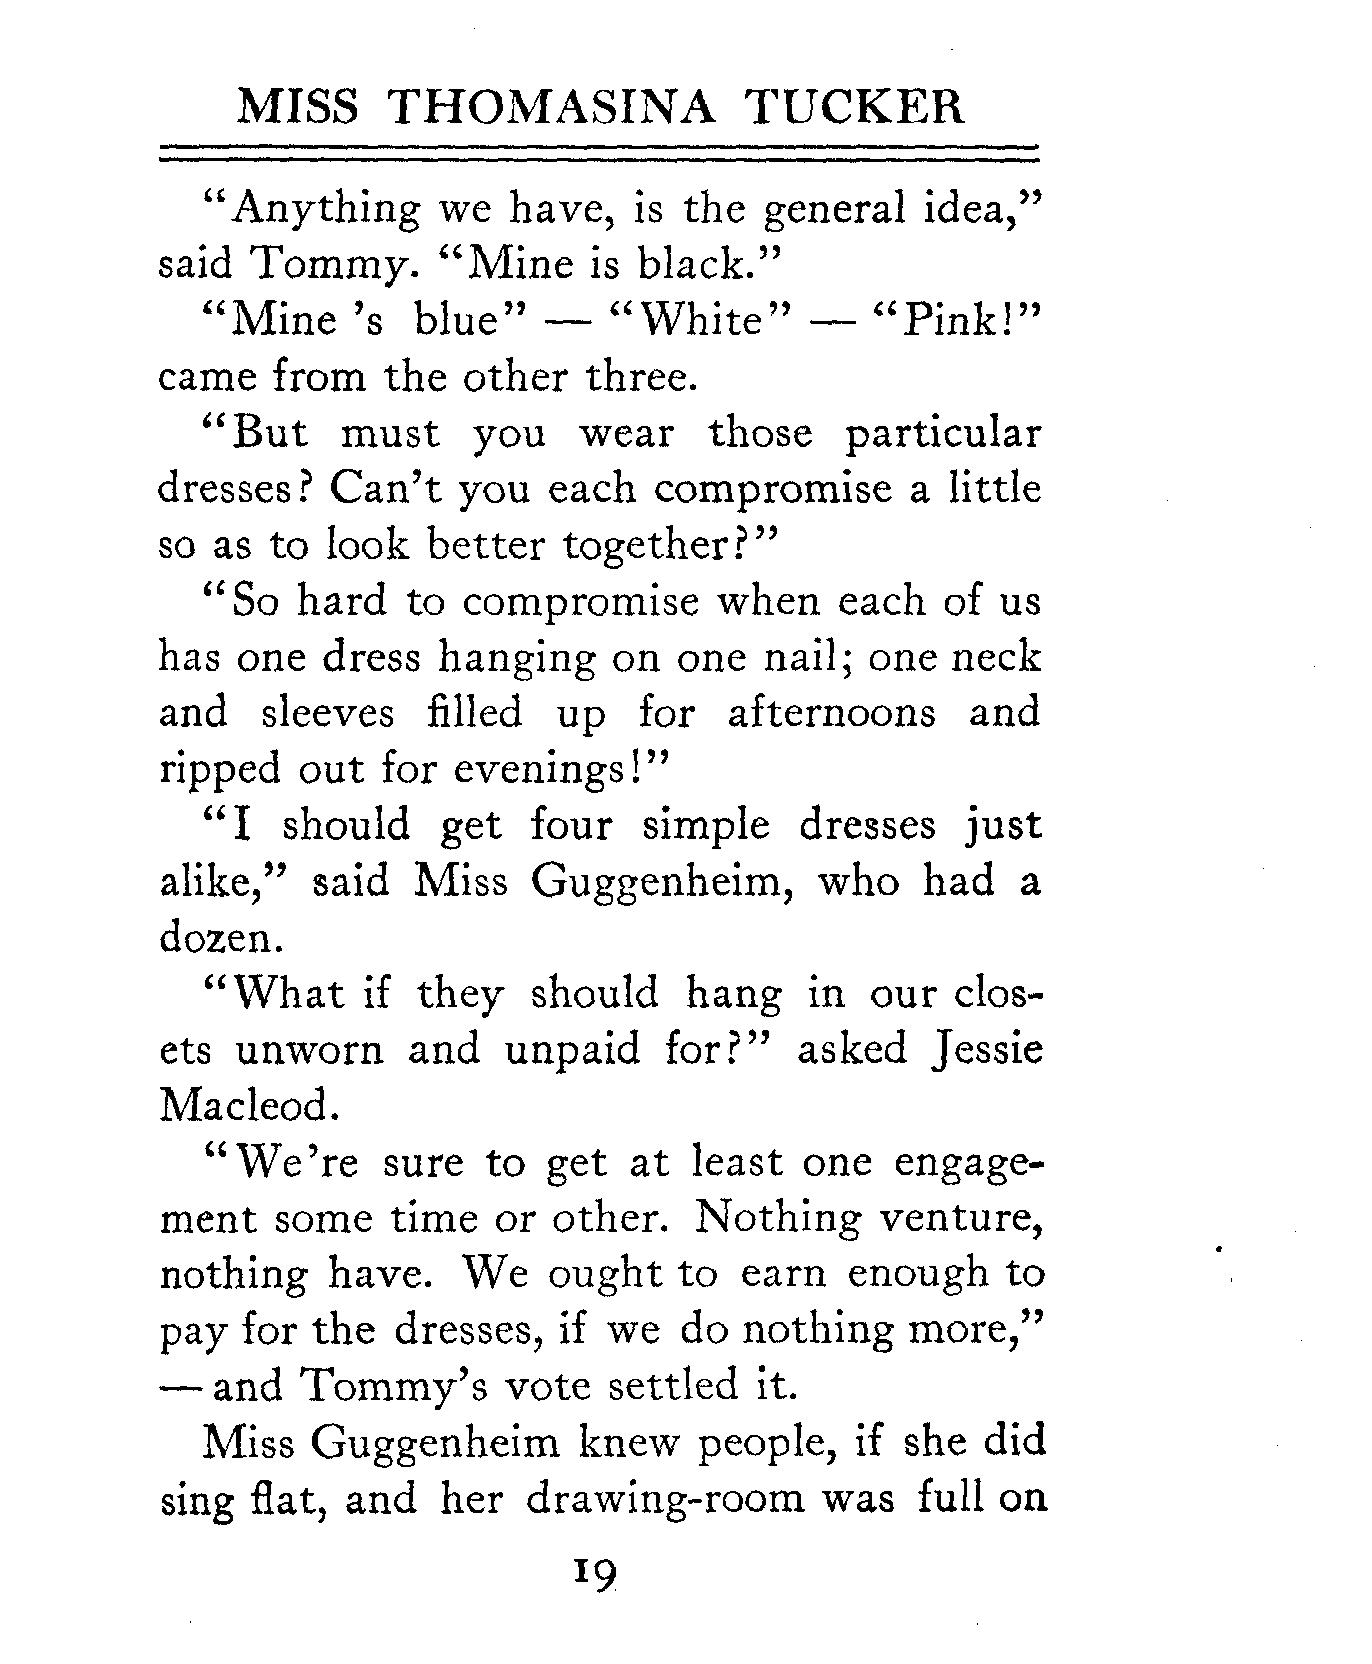 MISS THOMASINA TUCKER
“Anything we have, is the general idea,”
said Tommy. “Mine is black.”
“Mine 's blue” — “White” — “Pink!”
came from the other three.
“But must you wear those particular
dresses? Can't you each compromise a little
so as to look better together?”
“So hard to compromise when each of us
has one dress hanging on one nail; one neck
and sleeves filled up for afternoons and
ripped out for evenings!”
“I should get four simple dresses just
alike,” said Miss Guggenheim, who had a
dozen.
“What if they should hang in our clos-
ets unworn and unpaid for?” asked Jessie
Macleod.
“We're sure to get at least one engage-
ment some time or other. Nothing venture,
nothing have. We ought to earn enough to
pay for the dresses, if we do nothing more,”
— and Tommy's vote settled it.
Miss Guggenheim knew people, if she did
sing flat, and her drawing-room was full on
19